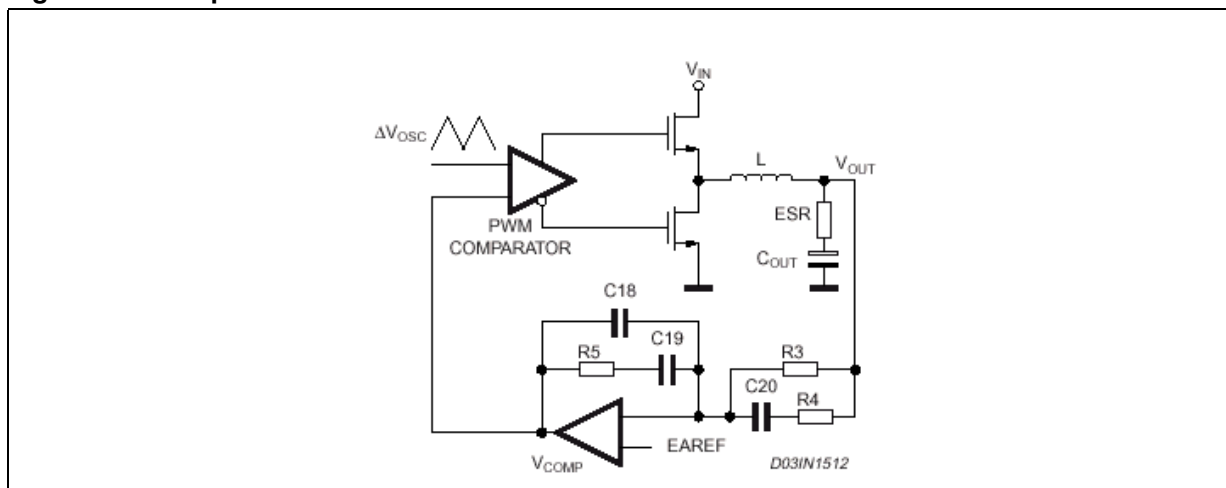 V_IN
ΔV_OSC
L
V_OUT
ESR
PWM
COMPARATOR
C_OUT
C18
C19
R5
R3
C20
R4
EAREF
V_COMP
D03IN1512